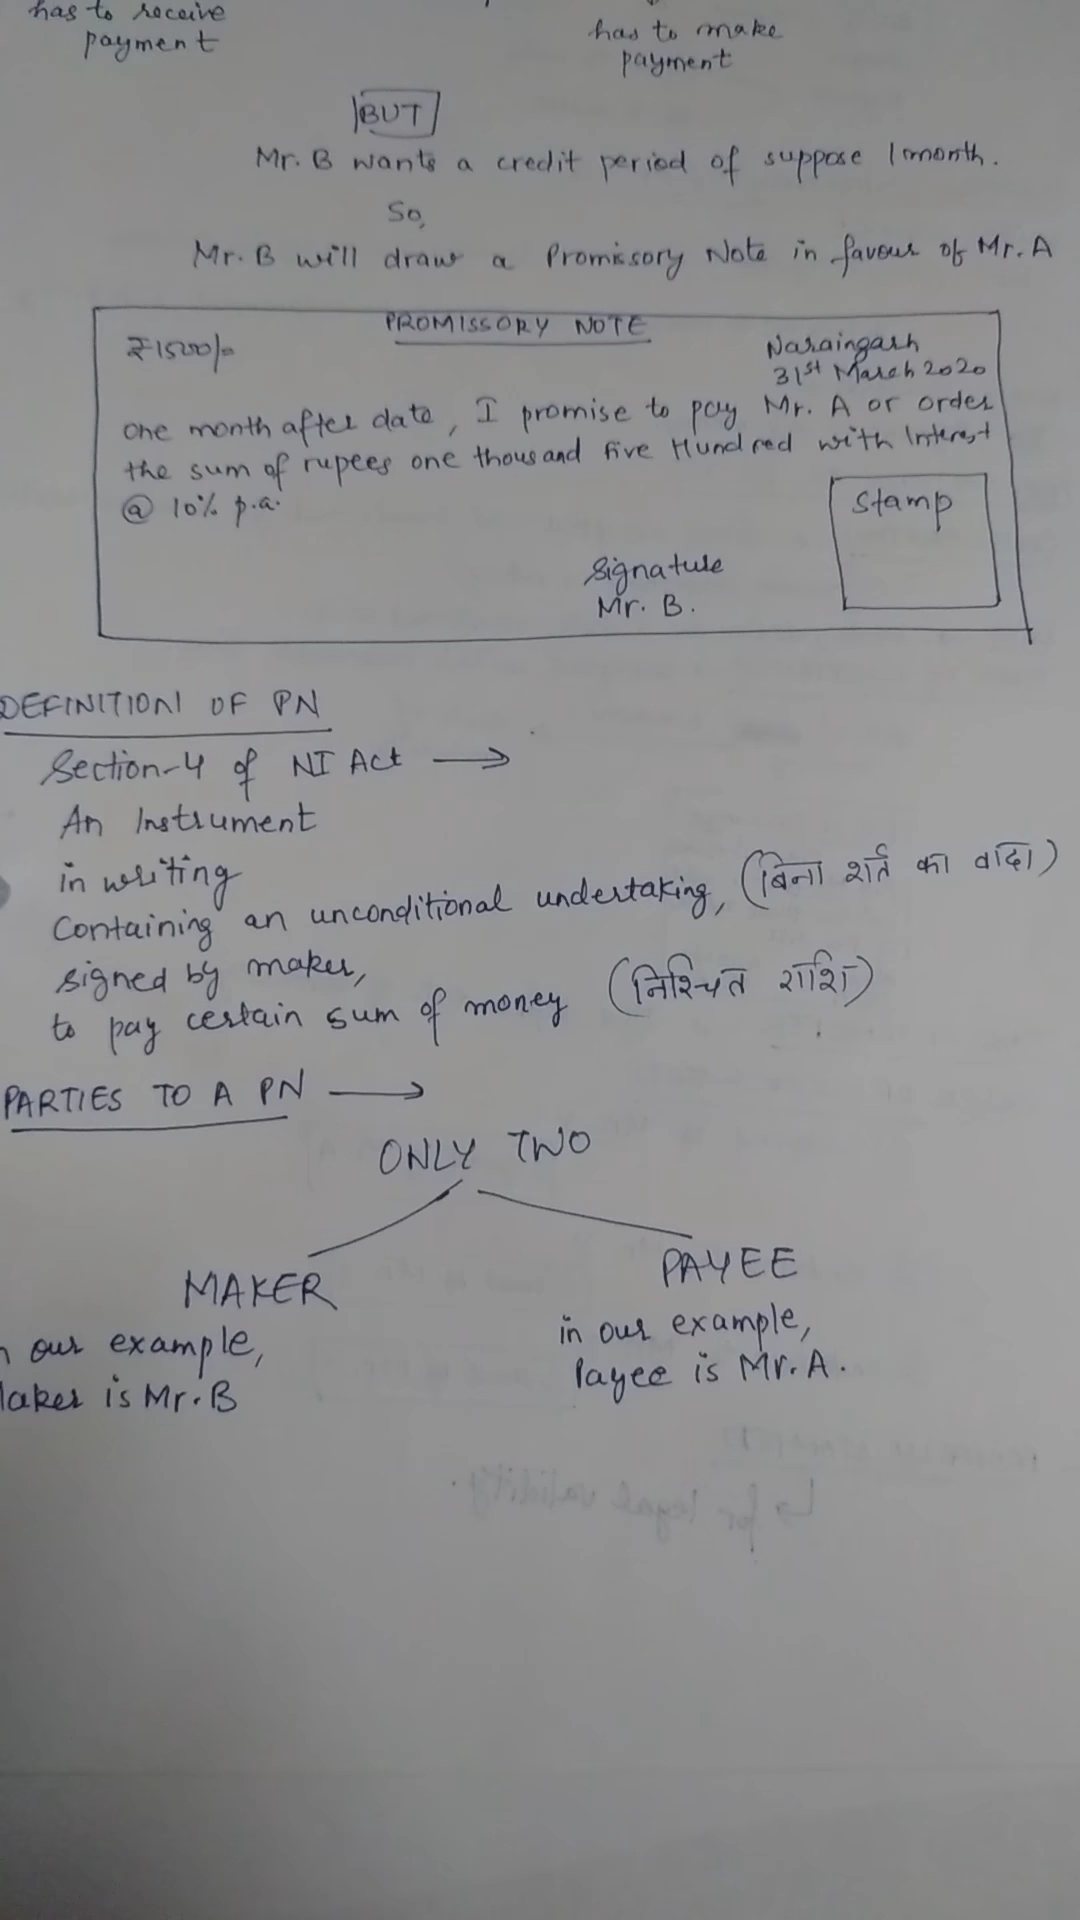 has to receive
payment
has to make
payment
BUT
Mr. B wants a credit period of suppose 1 month.
So,
Mr. B will draw a Promissory Note in favour of Mr. A
PROMISSORY NOTE
₹1500/=
Naraingarh
31st March 2020
one month after date, I promise to pay Mr. A or order
the sum of rupees one thousand five Hundred with Interest
@ 10% p.a.
Stamp
Signature
Mr. B.
DEFINITION OF PN
Section-4 of NI Act →
An Instrument
in writing
Containing an unconditional undertaking, (बिना शर्त का वादा)
signed by maker,
to pay certain sum of money (निश्चित राशि)
PARTIES TO A PN →
ONLY TWO
MAKER
PAYEE
n our example,
Maker is Mr. B
in our example,
Payee is Mr. A.
↳ for legal validity.